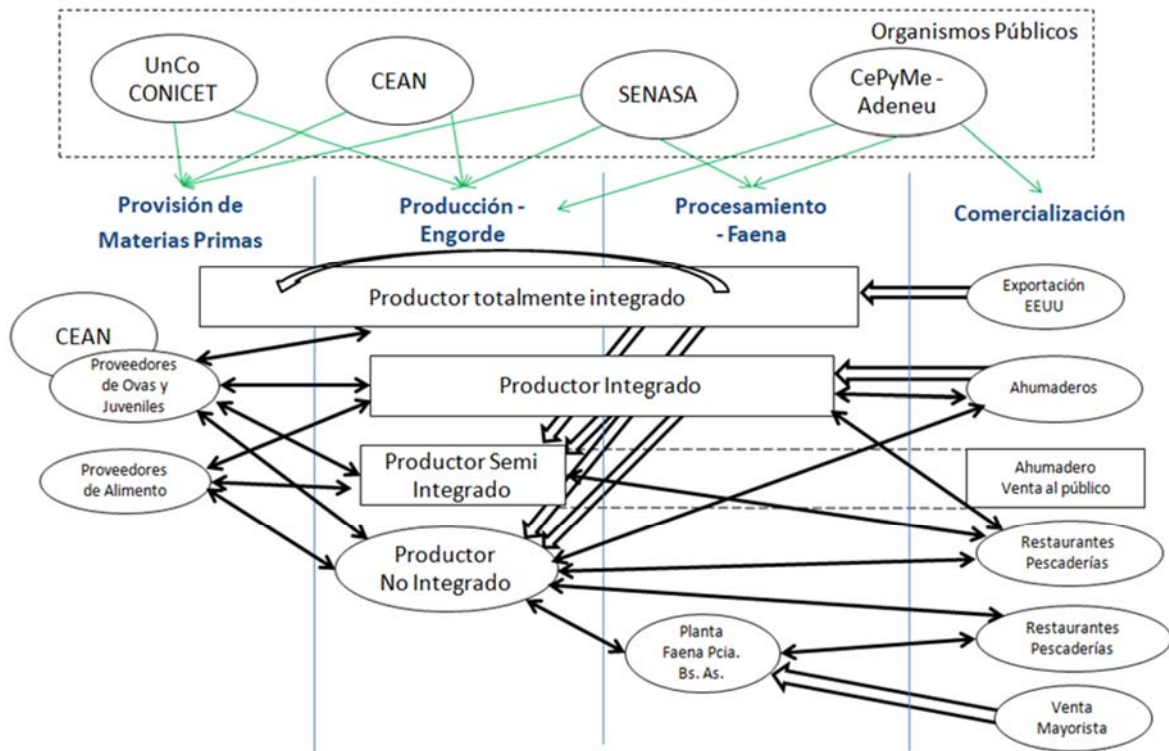 Organismos Públicos
UnCo
CONICET
CEAN
SENASA
CePyMe -
Adeneu
Provisión de
Materias Primas
Producción -
Engorde
Procesamiento
- Faena
Comercialización
Productor totalmente integrado
Exportación
EEUU
CEAN
Proveedores
de Ovas y
Juveniles
Productor Integrado
Ahumaderos
Proveedores
de Alimento
Productor Semi
Integrado
Ahumadero
Venta al público
Productor
No Integrado
Restaurantes
Pescaderías
Planta
Faena Pcia.
Bs. As.
Restaurantes
Pescaderías
Venta
Mayorista